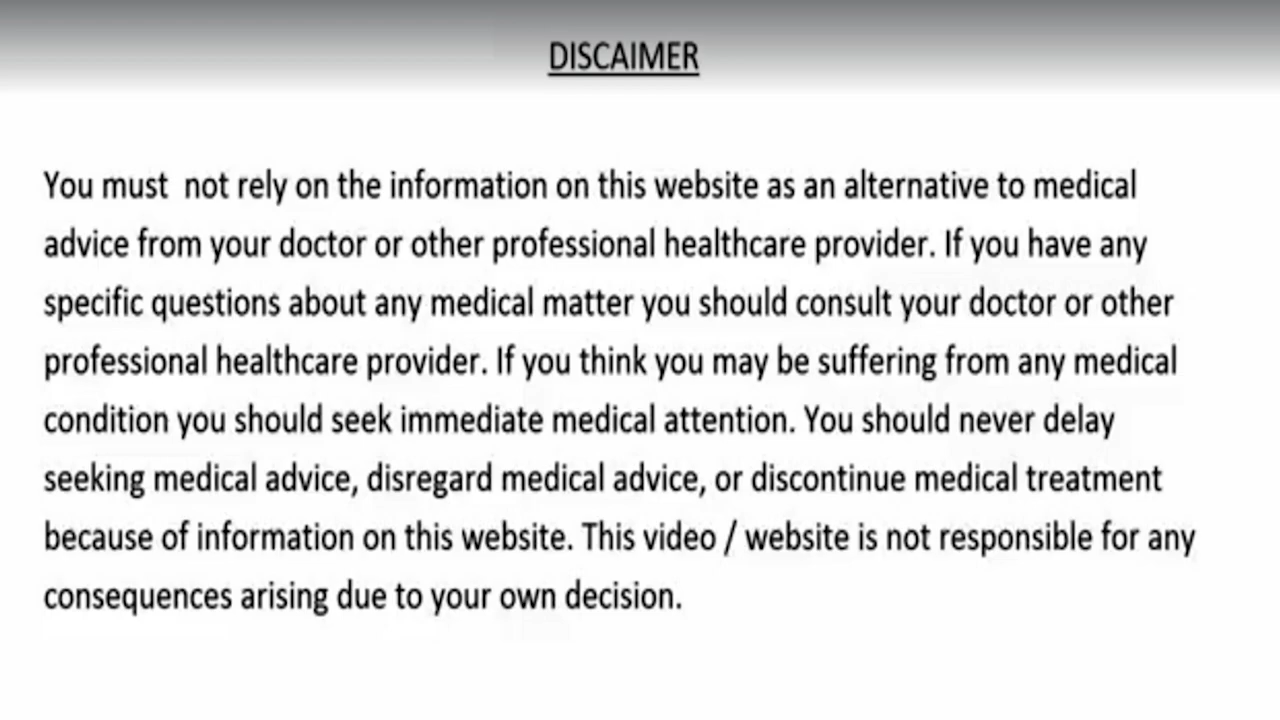 DISCAIMER
You must  not rely on the information on this website as an alternative to medical
advice from your doctor or other professional healthcare provider. If you have any
specific questions about any medical matter you should consult your doctor or other
professional healthcare provider. If you think you may be suffering from any medical
condition you should seek immediate medical attention. You should never delay
seeking medical advice, disregard medical advice, or discontinue medical treatment
because of information on this website. This video / website is not responsible for any
consequences arising due to your own decision.